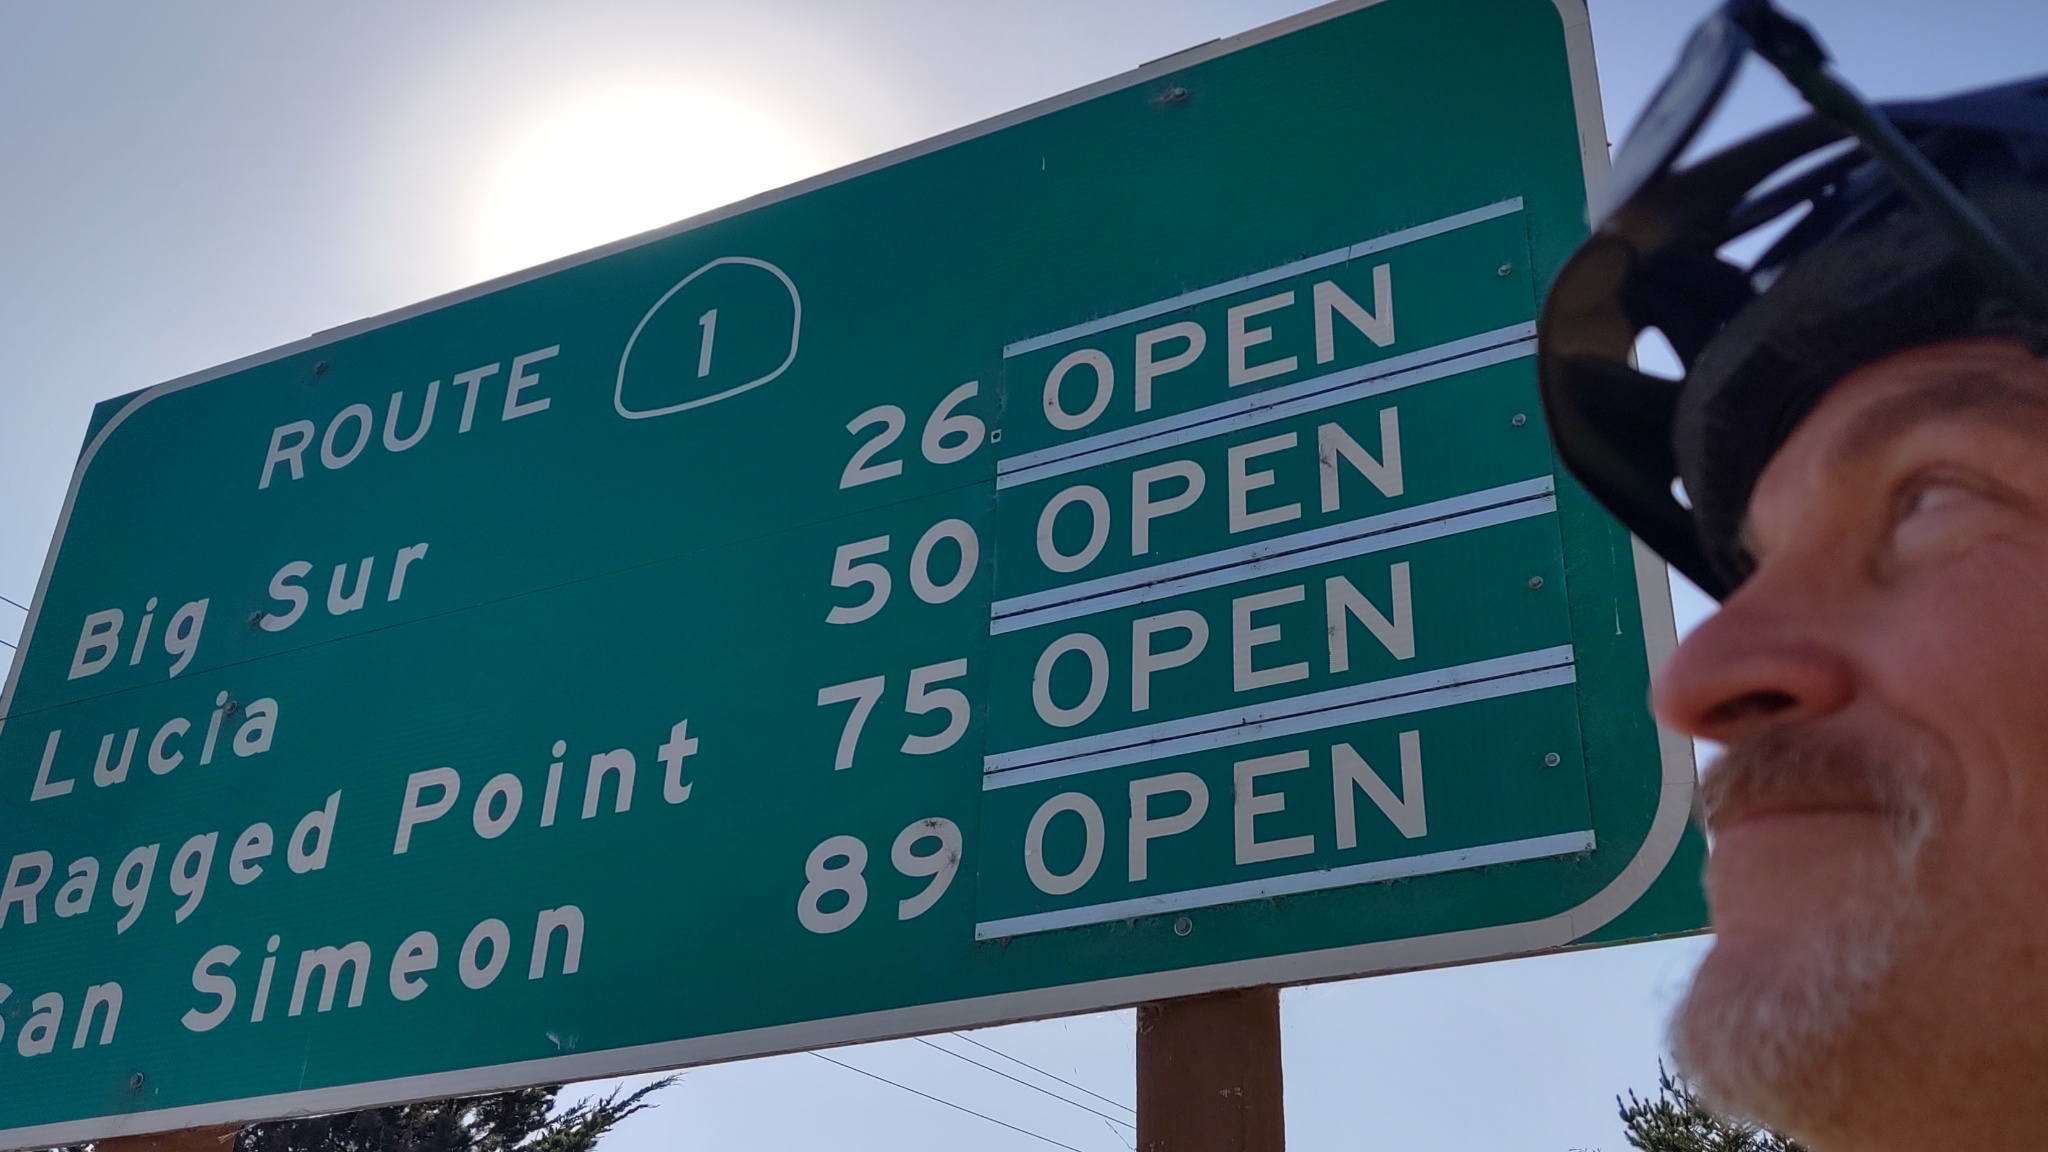 ROUTE 1
Big Sur 26 OPEN
Lucia 50 OPEN
Ragged Point 75 OPEN
San Simeon 89 OPEN